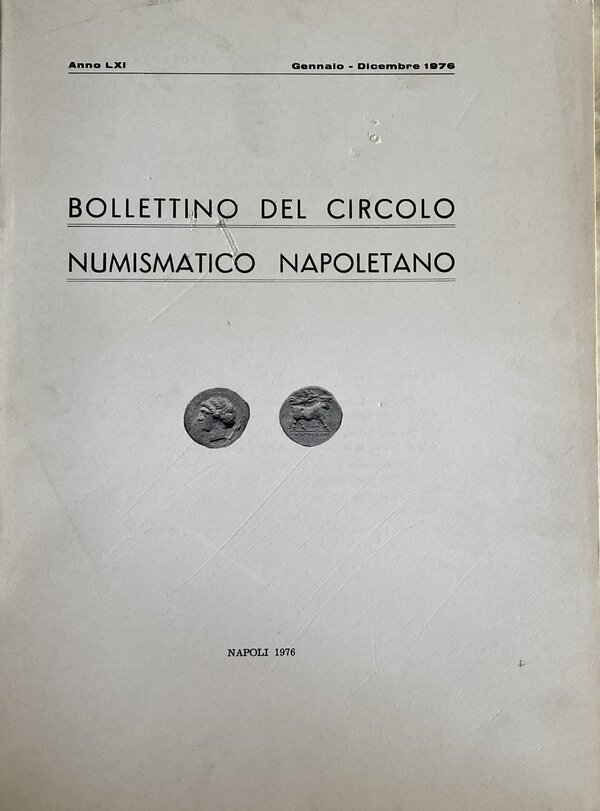 Anno LXI Gennaio - Dicembre 1976
BOLLETTINO DEL CIRCOLO
NUMISMATICO NAPOLETANO
NAPOLI 1976